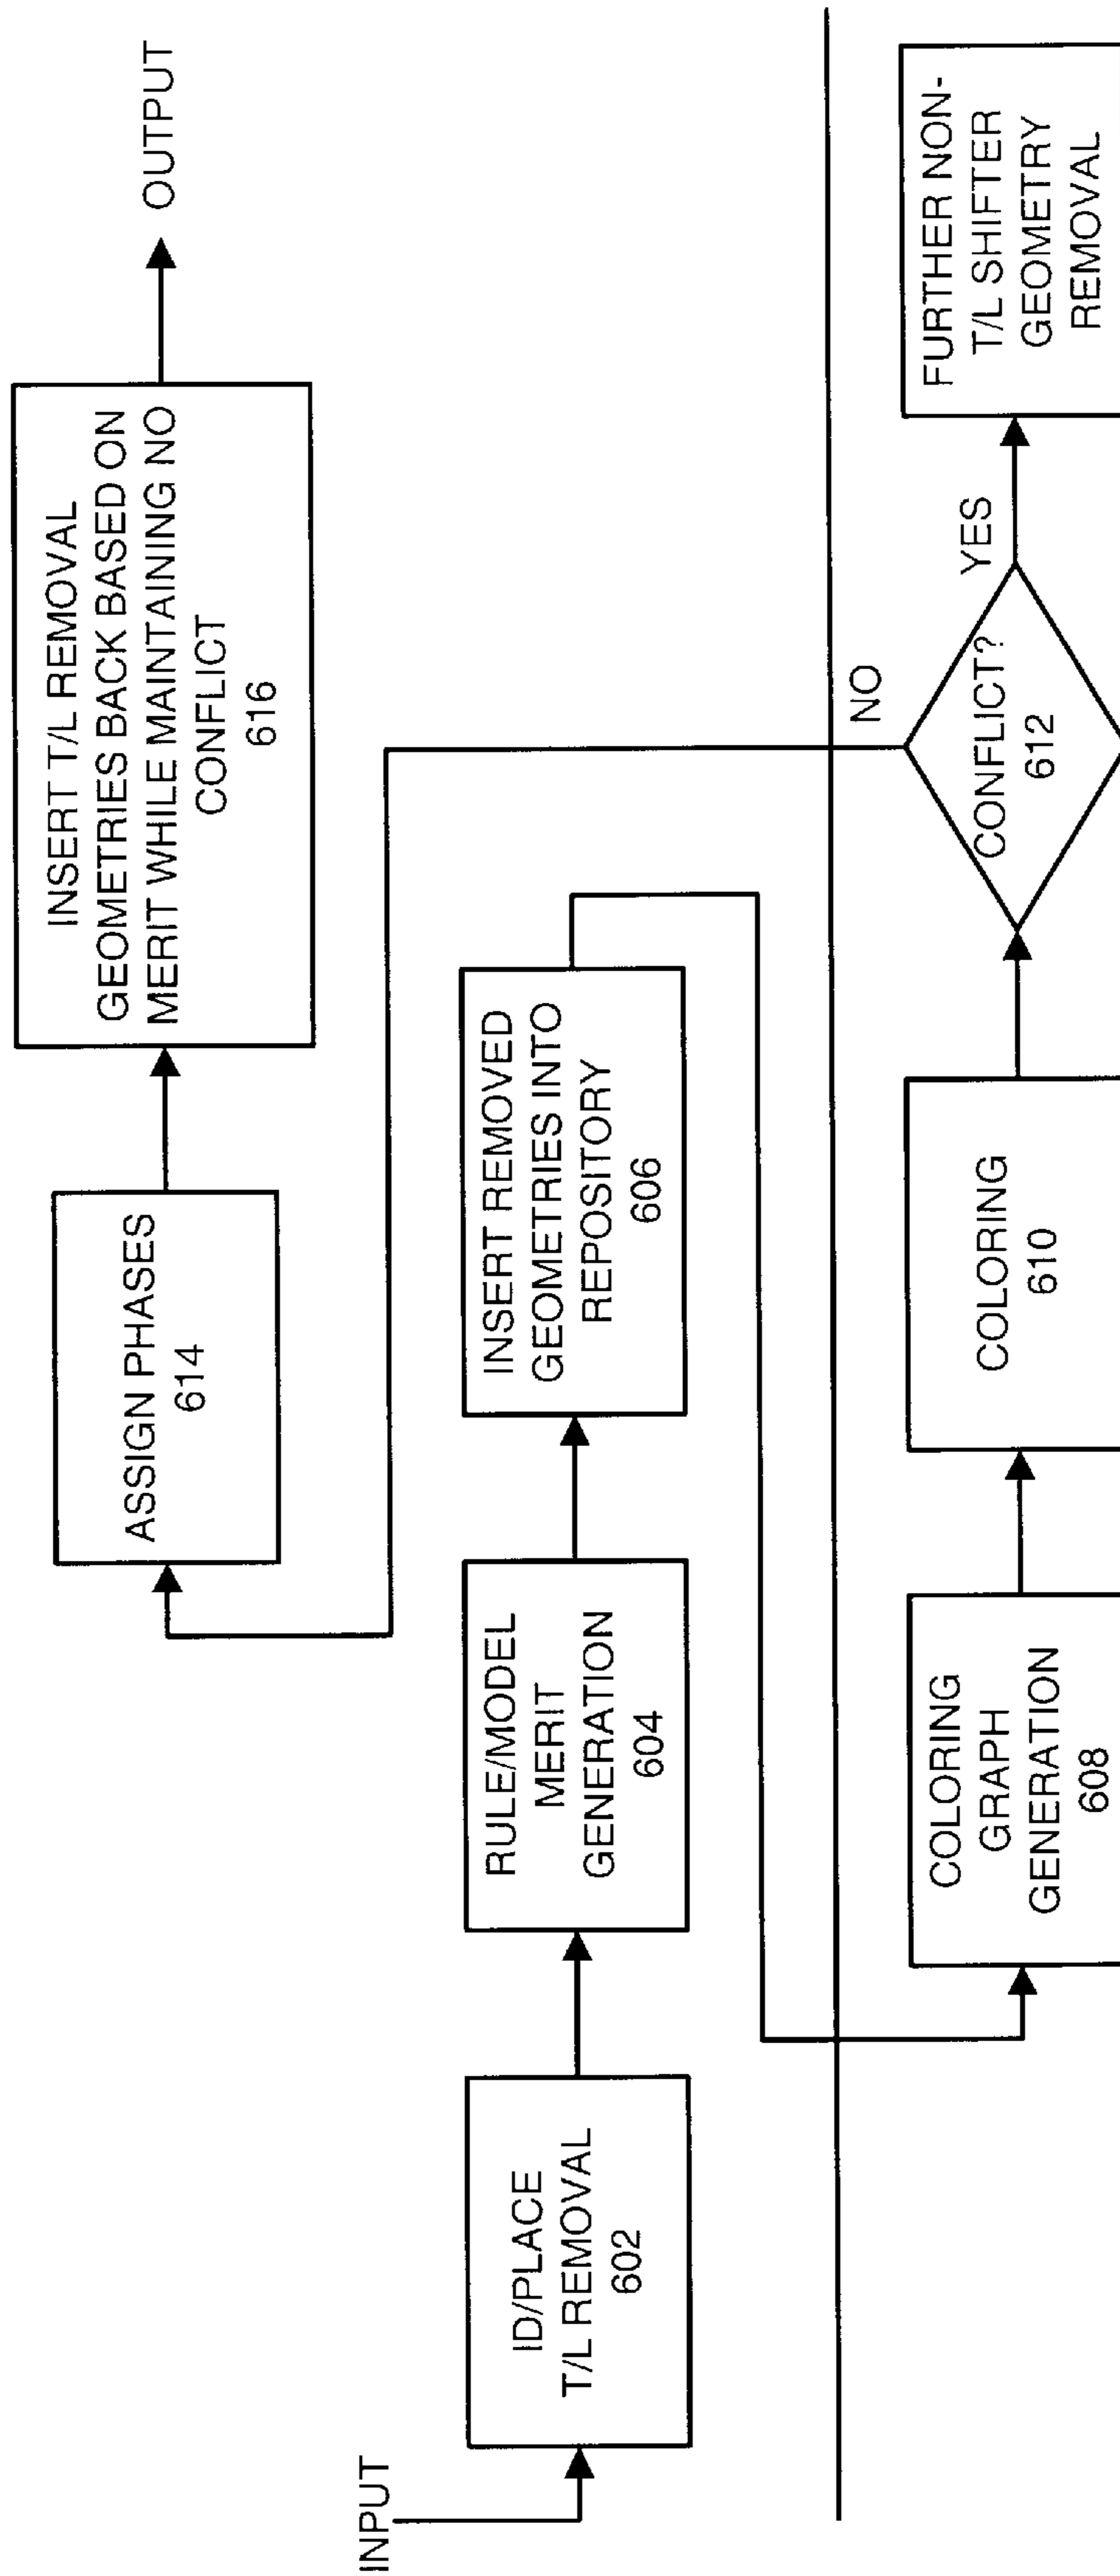 INSERT T/L REMOVAL
GEOMETRIES BACK BASED ON
MERIT WHILE MAINTAINING NO
CONFLICT
616
OUTPUT
ASSIGN PHASES
614
INPUT
ID/PLACE
T/L REMOVAL
602
RULE/MODEL
MERIT
GENERATION
604
INSERT REMOVED
GEOMETRIES INTO
REPOSITORY
606
NO
COLORING
GRAPH
GENERATION
608
COLORING
610
CONFLICT?
612
YES
FURTHER NON-
T/L SHIFTER
GEOMETRY
REMOVAL